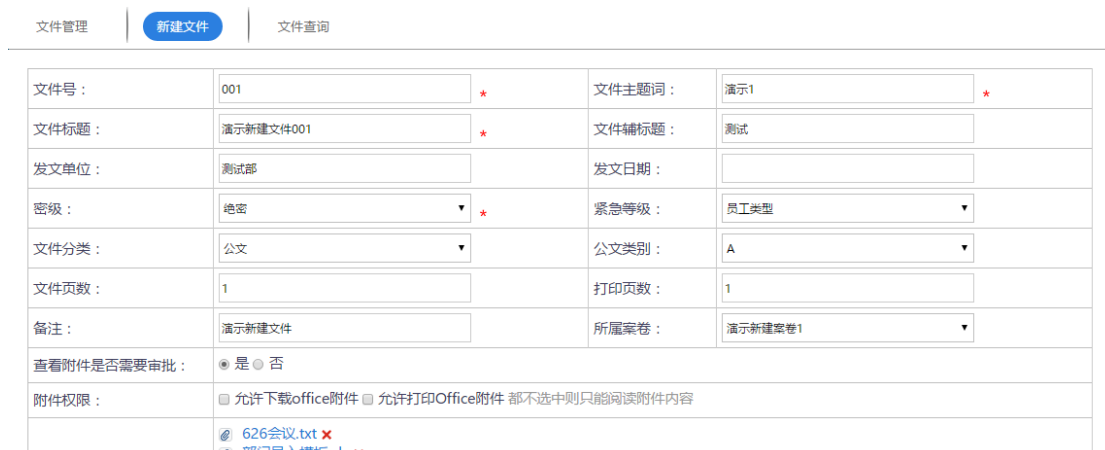 文件管理 新建文件 文件查询
文件号： 001 * 文件主题词： 演示1 *
文件标题： 演示新建文件001 * 文件辅标题： 测试
发文单位： 测试部 发文日期：
密级： 绝密 * 紧急等级： 员工类型
文件分类： 公文 公文类别： A
文件页数： 1 打印页数： 1
备注： 演示新建文件 所属案卷： 演示新建案卷1
查看附件是否需要审批： 是 否
附件权限： 允许下载office附件 允许打印Office附件 都不选中则只能阅读附件内容
626会议.txt